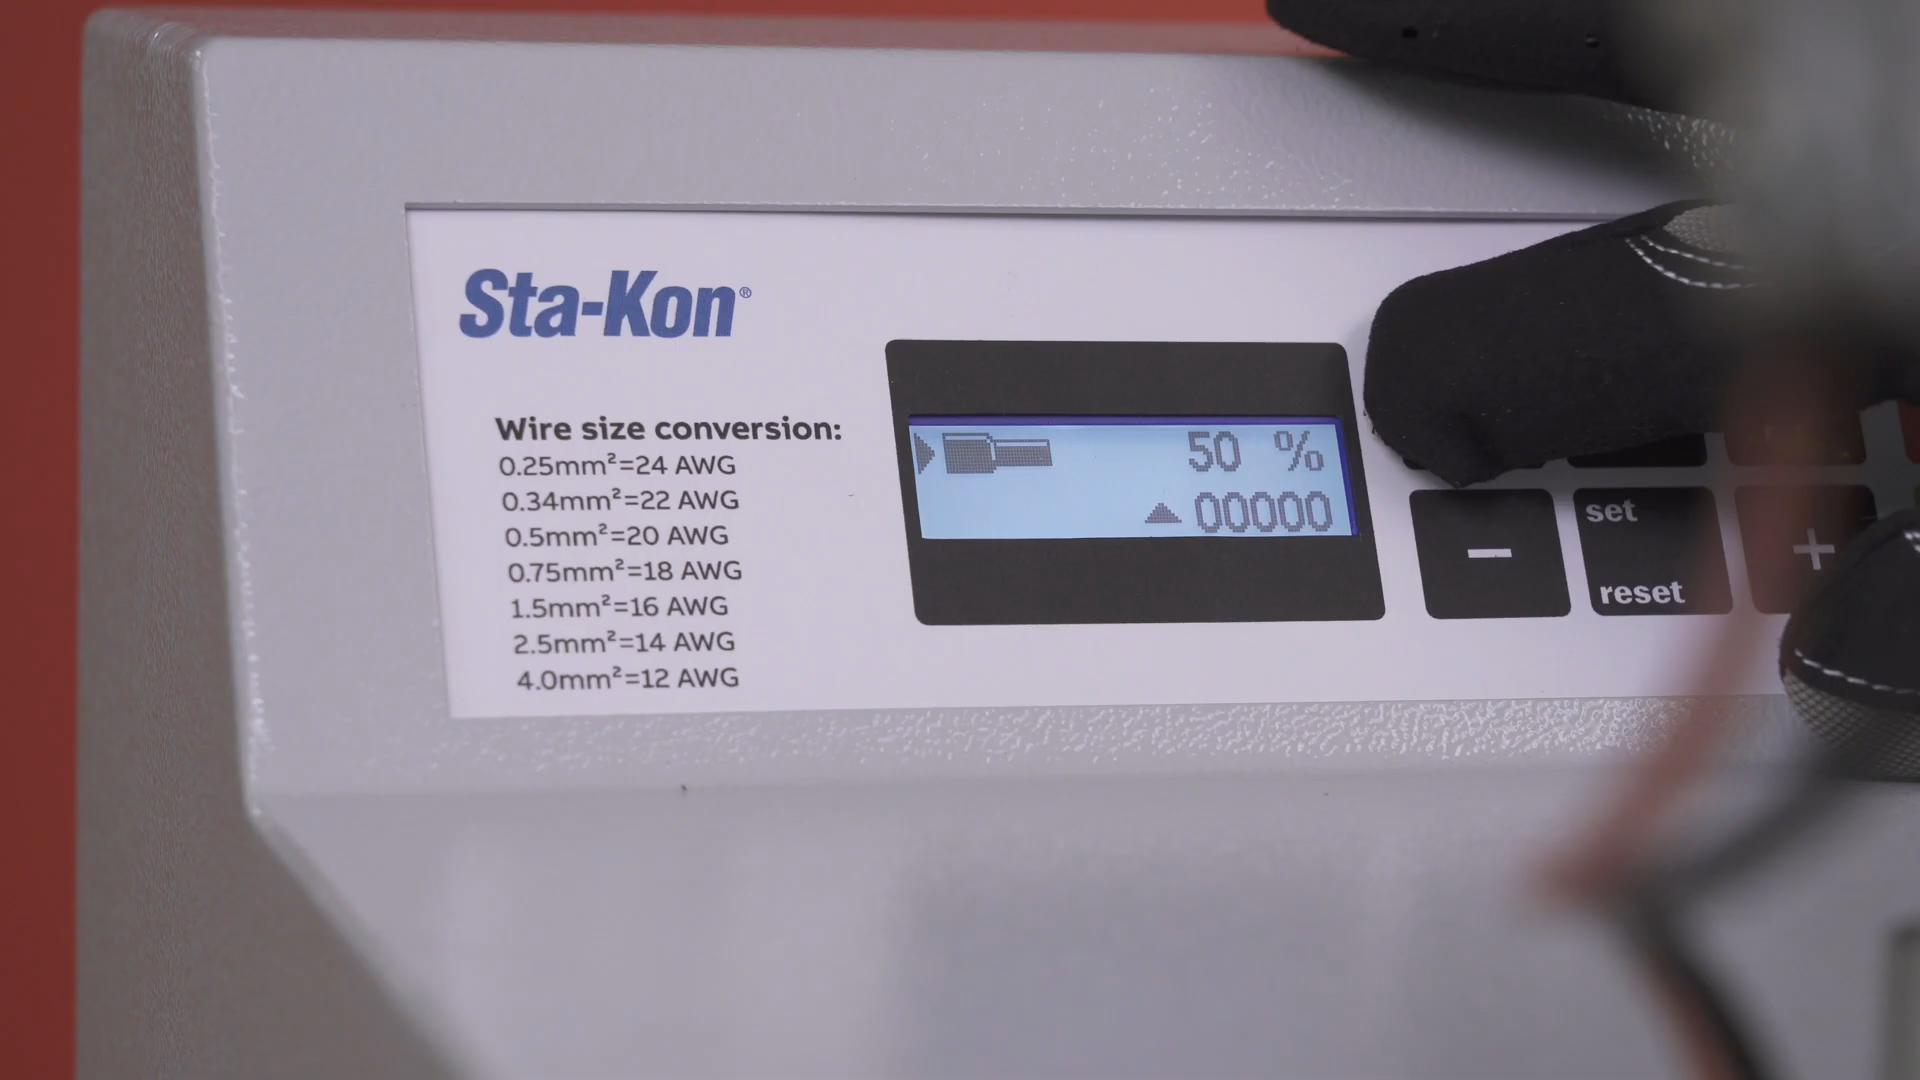 Sta-Kon®
Wire size conversion:
0.25mm²=24 AWG
0.34mm²=22 AWG
0.5mm²=20 AWG
0.75mm²=18 AWG
1.5mm²=16 AWG
2.5mm²=14 AWG
4.0mm²=12 AWG
50 %
00000
−
set
reset
+